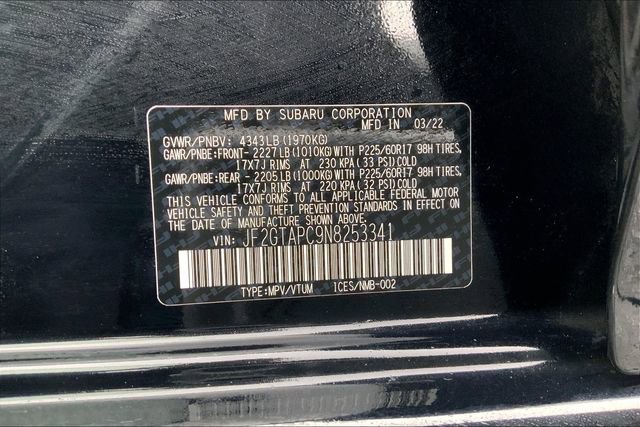 MFD BY SUBARU CORPORATION
MFD IN 03/22
GVWR/PNBV: 4343LB(1970KG)
GAWR/PNBE:FRONT- 2227LB(1010KG)WITH P225/60R17 98H TIRES,
17X7J RIMS AT 230 KPA(33 PSI)COLD
GAWR/PNBE:REAR - 2205LB(1000KG)WITH P225/60R17 98H TIRES,
17X7J RIMS AT 220 KPA(32 PSI)COLD
THIS VEHICLE CONFORMS TO ALL APPLICABLE FEDERAL MOTOR
VEHICLE SAFETY AND THEFT PREVENTION STANDARDS IN EFFECT ON
THE DATE OF MANUFACTURE SHOWN ABOVE.
VIN: JF2GTAPC9N8253341
TYPE:MPV/VTUM ICES/NMB-002